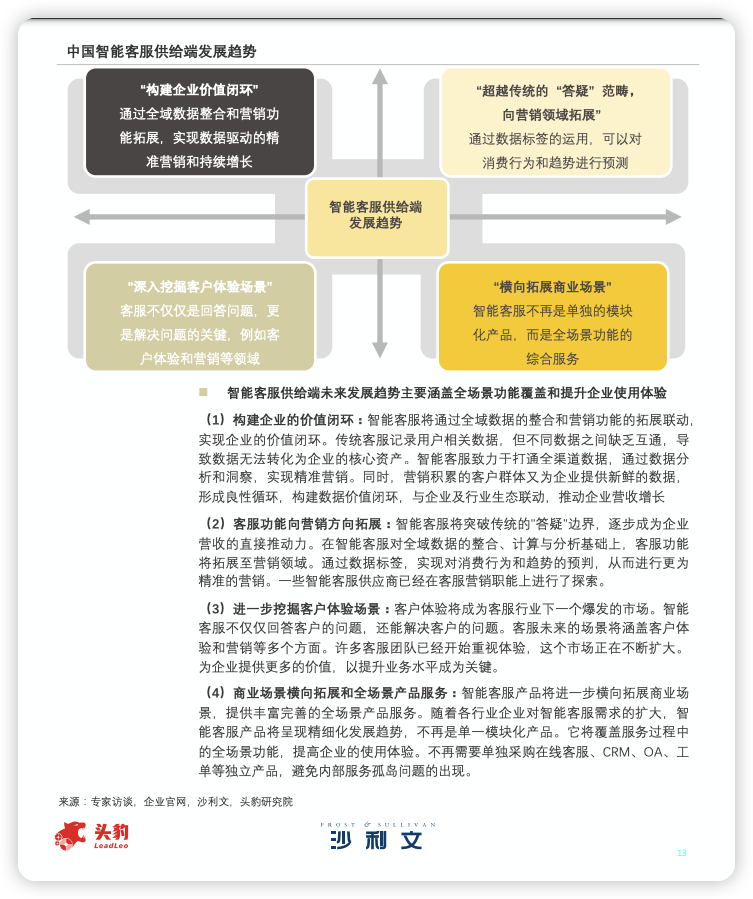 中国智能客服供给端发展趋势
“构建企业价值闭环”
通过全域数据整合和营销功
能拓展，实现数据驱动的精
准营销和持续增长
“超越传统的“答疑”范畴，
向营销领域拓展”
通过数据标签的运用，可以对
消费行为和趋势进行预测
智能客服供给端
发展趋势
“深入挖掘客户体验场景”
客服不仅仅是回答问题，更
是解决问题的关键，例如客
户体验和营销等领域
“横向拓展商业场景”
智能客服不再是单独的模块
化产品，而是全场景功能的
综合服务
智能客服供给端未来发展趋势主要涵盖全场景功能覆盖和提升企业使用体验
（1）构建企业的价值闭环：智能客服将通过全域数据的整合和营销功能的拓展联动，
实现企业的价值闭环。传统客服记录用户相关数据，但不同数据之间缺乏互通，导
致数据无法转化为企业的核心资产。智能客服致力于打通全渠道数据，通过数据分
析和洞察，实现精准营销。同时，营销积累的客户群体又为企业提供新鲜的数据，
形成良性循环，构建数据价值闭环，与企业及行业生态联动，推动企业营收增长
（2）客服功能向营销方向拓展：智能客服将突破传统的"答疑"边界，逐步成为企业
营收的直接推动力。在智能客服对全域数据的整合、计算与分析基础上，客服功能
将拓展至营销领域。通过数据标签，实现对消费行为和趋势的预判，从而进行更为
精准的营销。一些智能客服供应商已经在客服营销职能上进行了探索。
（3）进一步挖掘客户体验场景：客户体验将成为客服行业下一个爆发的市场。智能
客服不仅仅回答客户的问题，还能解决客户的问题。客服未来的场景将涵盖客户体
验和营销等多个方面。许多客服团队已经开始重视体验，这个市场正在不断扩大。
为企业提供更多的价值，以提升业务水平成为关键。
（4）商业场景横向拓展和全场景产品服务：智能客服产品将进一步横向拓展商业场
景，提供丰富完善的全场景产品服务。随着各行业企业对智能客服需求的扩大，智
能客服产品将呈现精细化发展趋势，不再是单一模块化产品。它将覆盖服务过程中
的全场景功能，提高企业的使用体验。不再需要单独采购在线客服、CRM、OA、工
单等独立产品，避免内部服务孤岛问题的出现。
来源：专家访谈，企业官网，沙利文，头豹研究院
头豹
LeadLeo
FROST & SULLIVAN
沙利文
13